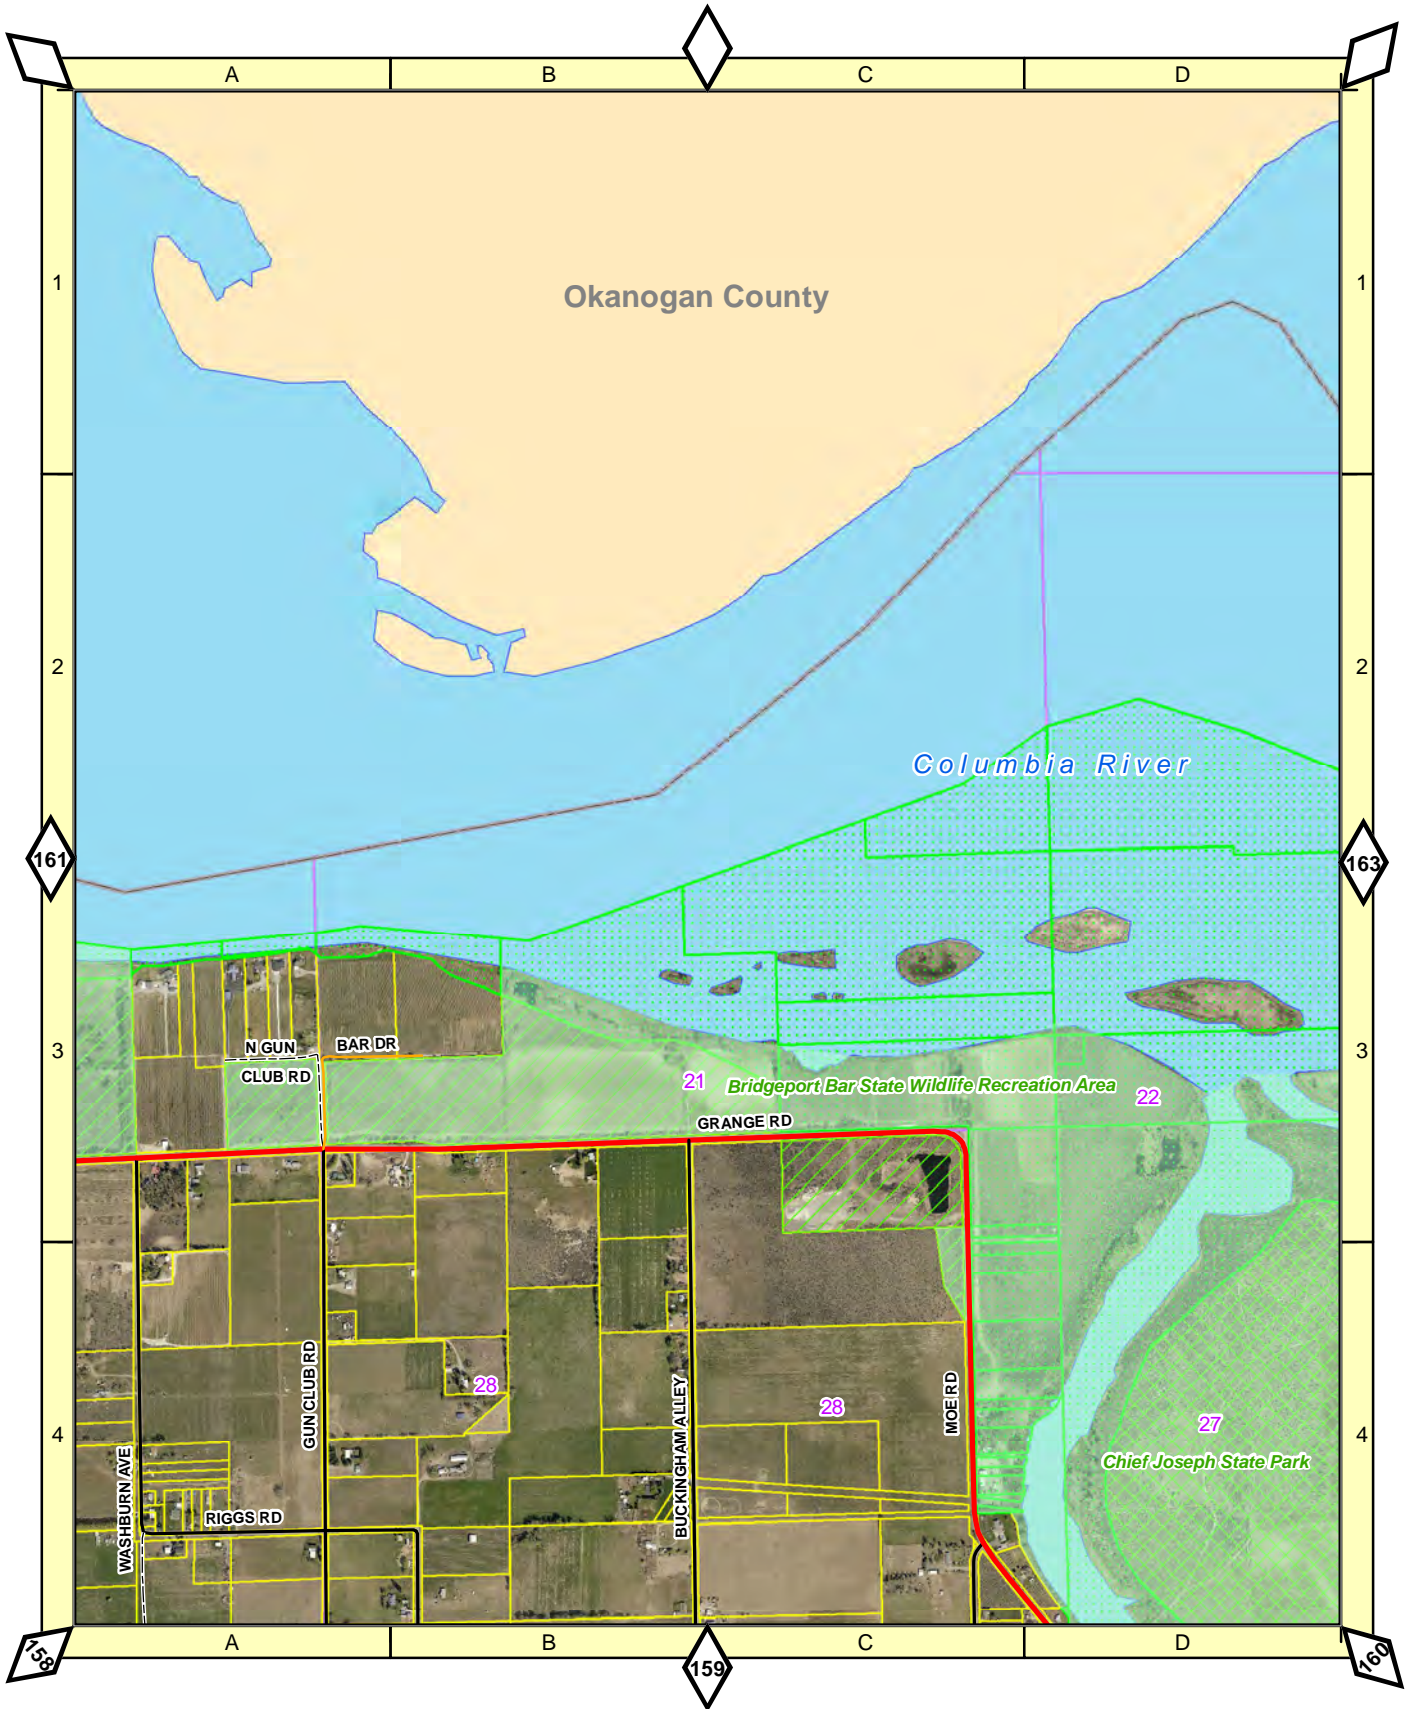 A
B
C
D
1
1
Okanogan County
2
2
Columbia River
161
163
3
3
N GUN
BAR DR
CLUB RD
21
Bridgeport Bar State Wildlife Recreation Area
22
GRANGE RD
GUN CLUB RD
28
BUCKINGHAM ALLEY
28
MOE RD
27
4
4
Chief Joseph State Park
WASHBURN AVE
RIGGS RD
158
A
B
159
C
D
160